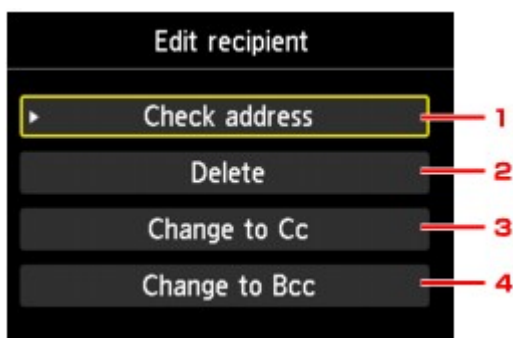 Edit recipient
Check address 1
Delete 2
Change to Cc 3
Change to Bcc 4